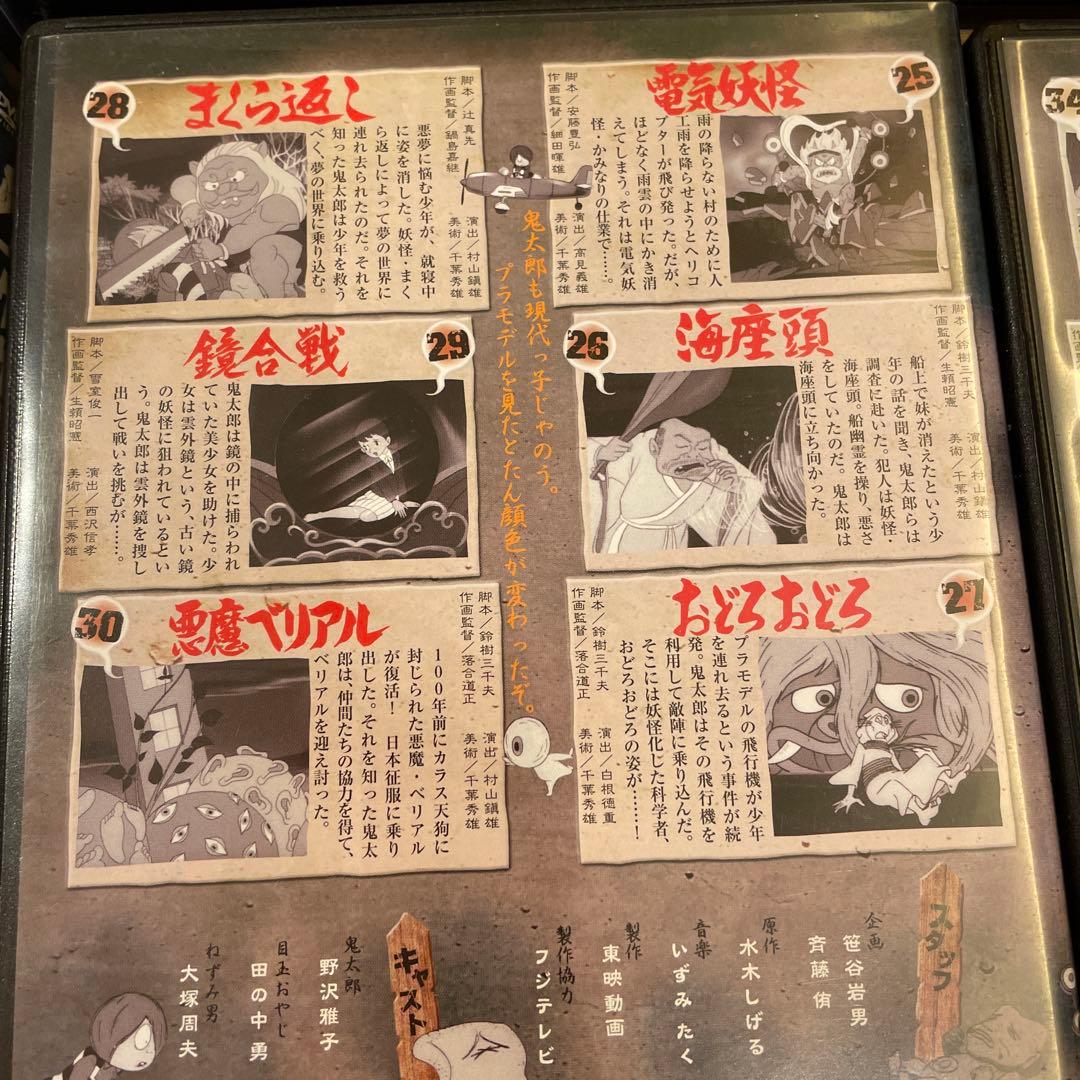 25
電気妖怪
脚本／安藤豊弘
演出／高見義雄
作画監督／細田暉雄
美術／千葉秀雄
雨の降らない村のために人
工雨を降らせようとヘリコ
プターが飛び発った。だが、
ほどなく雨雲の中にかき消
えてしまう。それは電気妖
怪・かみなりの仕業で……。
26
海座頭
脚本／鈴樹三千夫
演出／村山鎮雄
作画監督／生頼昭憲
美術／千葉秀雄
船上で妹が消えたという少
年の話を聞き、鬼太郎らは
調査に赴いた。犯人は妖怪・
海座頭。船幽霊を操り、悪さ
をしていたのだ。鬼太郎は
海座頭に立ち向かった。
27
おどろおどろ
脚本／鈴樹三千夫
演出／白根徳重
作画監督／落合道正
美術／千葉秀雄
プラモデルの飛行機が少年
を連れ去るという事件が続
発。鬼太郎はその飛行機を
利用して敵陣に乗り込んだ。
そこには妖怪化した科学者、
おどろおどろの姿が……！
鬼太郎も現代っ子じゃのう。
プラモデルを見たとたん顔色が変わったぞ。
28
まくら返し
脚本／辻真先
演出／村山鎮雄
作画監督／鍋島嘉継
美術／千葉秀雄
悪夢に悩む少年が、就寝中
に姿を消した。妖怪・まく
ら返しによって夢の世界に
連れ去られたのだ。それを
知った鬼太郎は少年を救う
べく、夢の世界に乗り込む。
29
鏡合戦
脚本／雪室俊一
演出／西沢信孝
作画監督／生頼昭憲
美術／千葉秀雄
鬼太郎は鏡の中に捕らわれ
ていた美少女を助けた。少
女は雲外鏡という、古い鏡
の妖怪に狙われているとい
う。鬼太郎は雲外鏡を捜し
出して戦いを挑むが……。
30
悪魔ベリアル
脚本／鈴樹三千夫
演出／村山鎮雄
作画監督／落合道正
美術／千葉秀雄
100年前にカラス天狗に
封じられた悪魔・ベリアル
が復活！　日本征服に乗り
出した。それを知った鬼太
郎は、仲間たちの協力を得て、
ベリアルを迎え討った。
スタッフ
企画
笹谷岩男
斉藤 侑
原作
水木しげる
音楽
いずみたく
製作
東映動画
製作協力
フジテレビ
キャスト
鬼太郎
野沢雅子
目玉おやじ
田の中勇
ねずみ男
大塚周夫
34